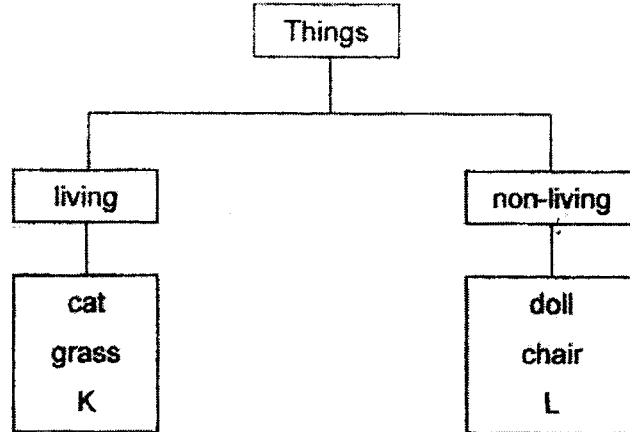 Things
living
non-living
cat
grass
K
doll
chair
L